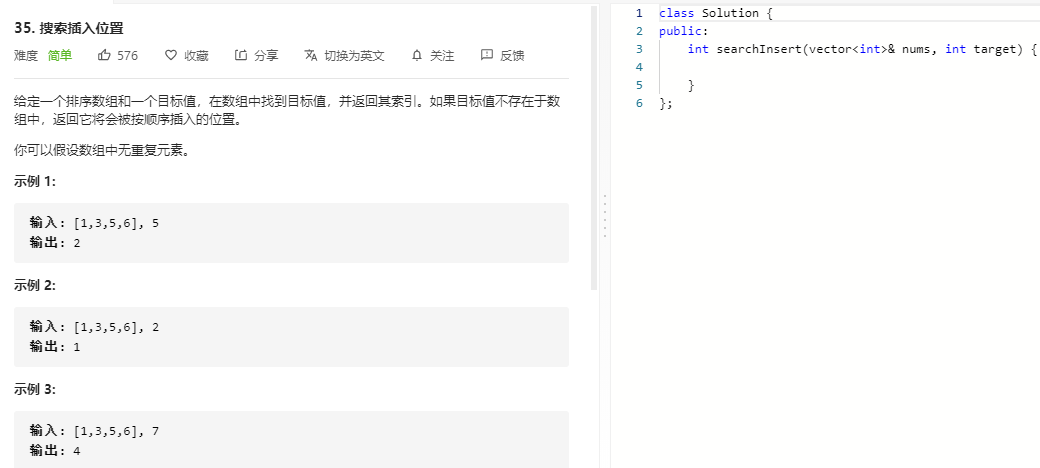 35. 搜索插入位置
难度 简单 576 收藏 分享 切换为英文 关注 反馈
给定一个排序数组和一个目标值，在数组中找到目标值，并返回其索引。如果目标值不存在于数
组中，返回它将会被按顺序插入的位置。
你可以假设数组中无重复元素。
示例 1:
输入: [1,3,5,6], 5
输出: 2
示例 2:
输入: [1,3,5,6], 2
输出: 1
示例 3:
输入: [1,3,5,6], 7
输出: 4
1 class Solution {
2 public:
3     int searchInsert(vector<int>& nums, int target) {
4
5     }
6 };